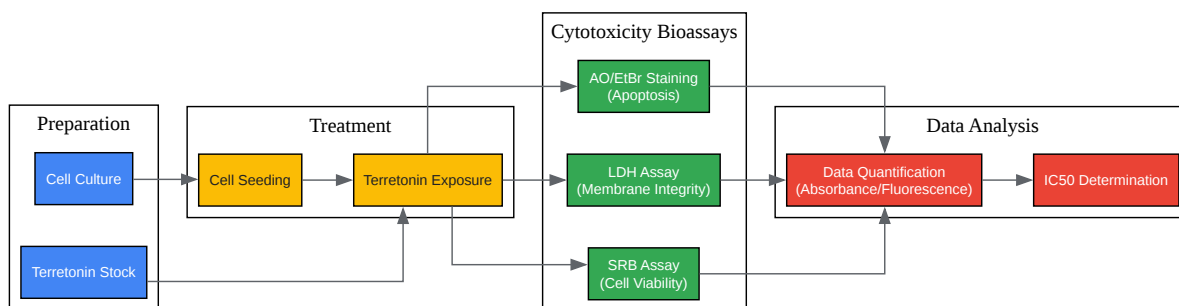 Preparation
Cell Culture
Terretonin Stock
Treatment
Cell Seeding
Terretonin Exposure
Cytotoxicity Bioassays
AO/EtBr Staining
(Apoptosis)
LDH Assay
(Membrane Integrity)
SRB Assay
(Cell Viability)
Data Analysis
Data Quantification
(Absorbance/Fluorescence)
IC50 Determination